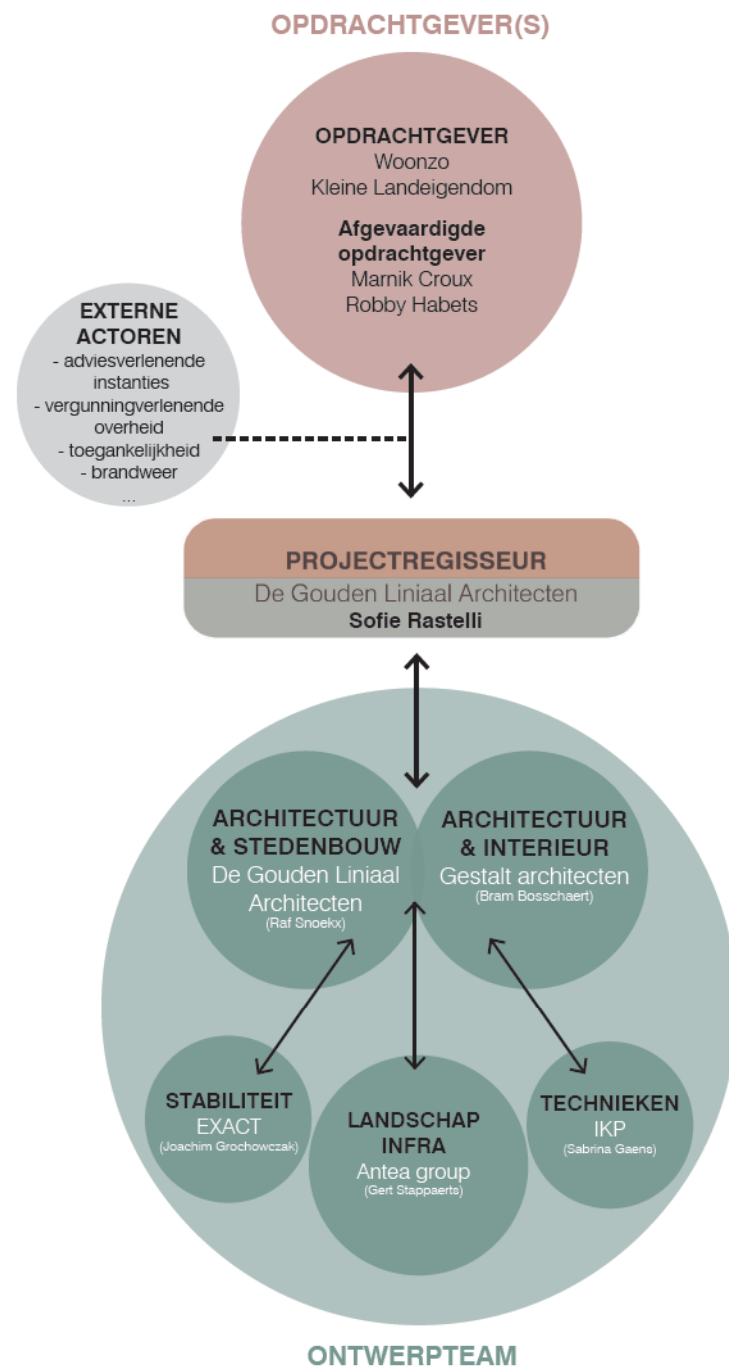 OPDRACHTGEVER(S)
OPDRACHTGEVER
Woonzo
Kleine Landeigendom
Afgevaardigde
opdrachtgever
Marnik Croux
Robby Habets
EXTERNE
ACTOREN
- adviesverlenende
instanties
- vergunningverlenende
overheid
- toegankelijkheid
- brandweer
...
PROJECTREGISSEUR
De Gouden Liniaal Architecten
Sofie Rastelli
ARCHITECTUUR
& STEDENBOUW
De Gouden Liniaal
Architecten
(Raf Snoekx)
ARCHITECTUUR
& INTERIEUR
Gestalt architecten
(Bram Bosschaert)
STABILITEIT
EXACT
(Joachim Grochowczak)
LANDSCHAP
INFRA
Antea group
(Gert Stappaerts)
TECHNIEKEN
IKP
(Sabrina Gaens)
ONTWERPTEAM